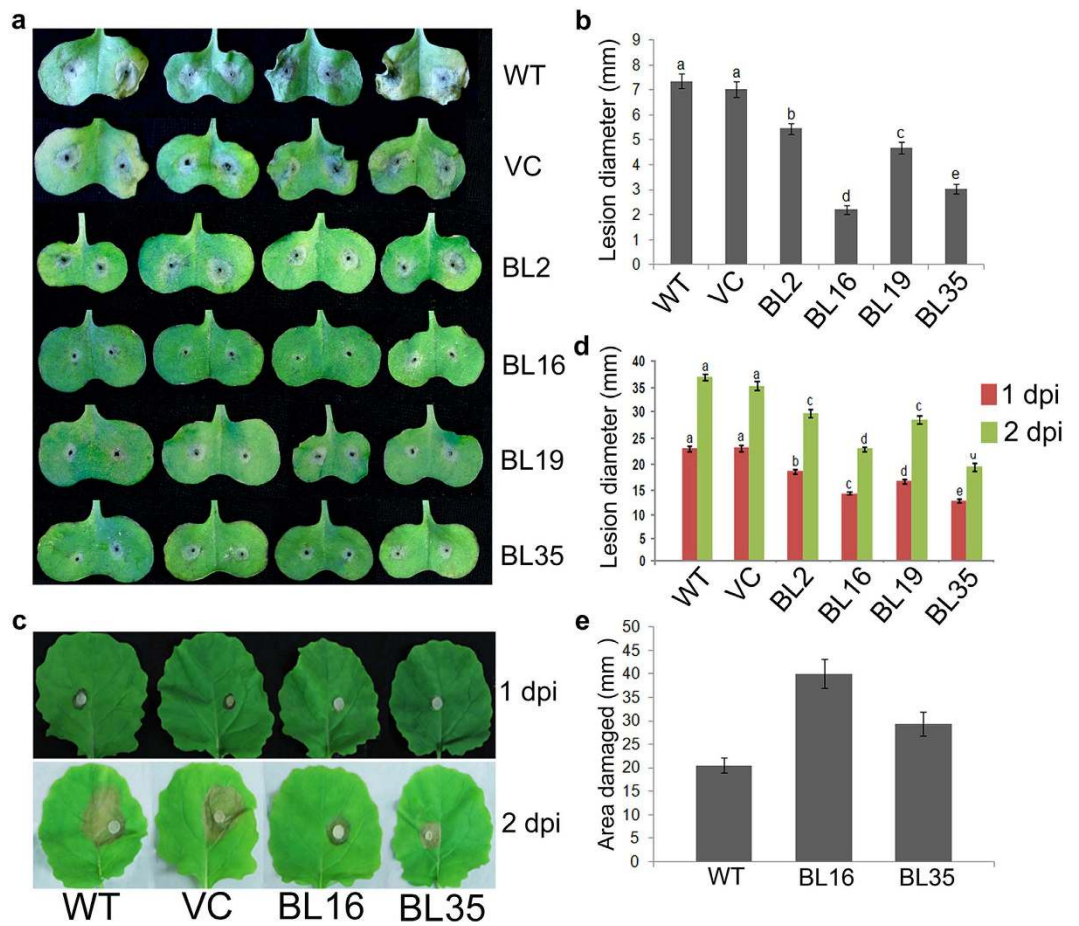 a
WT
VC
BL2
BL16
BL19
BL35
b
Lesion diameter (mm)
9
8
7
6
5
4
3
2
1
0
a
a
b
d
c
e
WT
VC
BL2
BL16
BL19
BL35
c
1 dpi
2 dpi
WT
VC
BL16
BL35
d
Lesion diameter (mm)
40
35
30
25
20
15
10
5
0
a
a
a
a
b
c
c
d
d
c
e
WT
VC
BL2
BL16
BL19
BL35
1 dpi
2 dpi
e
Area damaged (mm )
50
45
40
35
30
25
20
15
10
5
0
WT
BL16
BL35